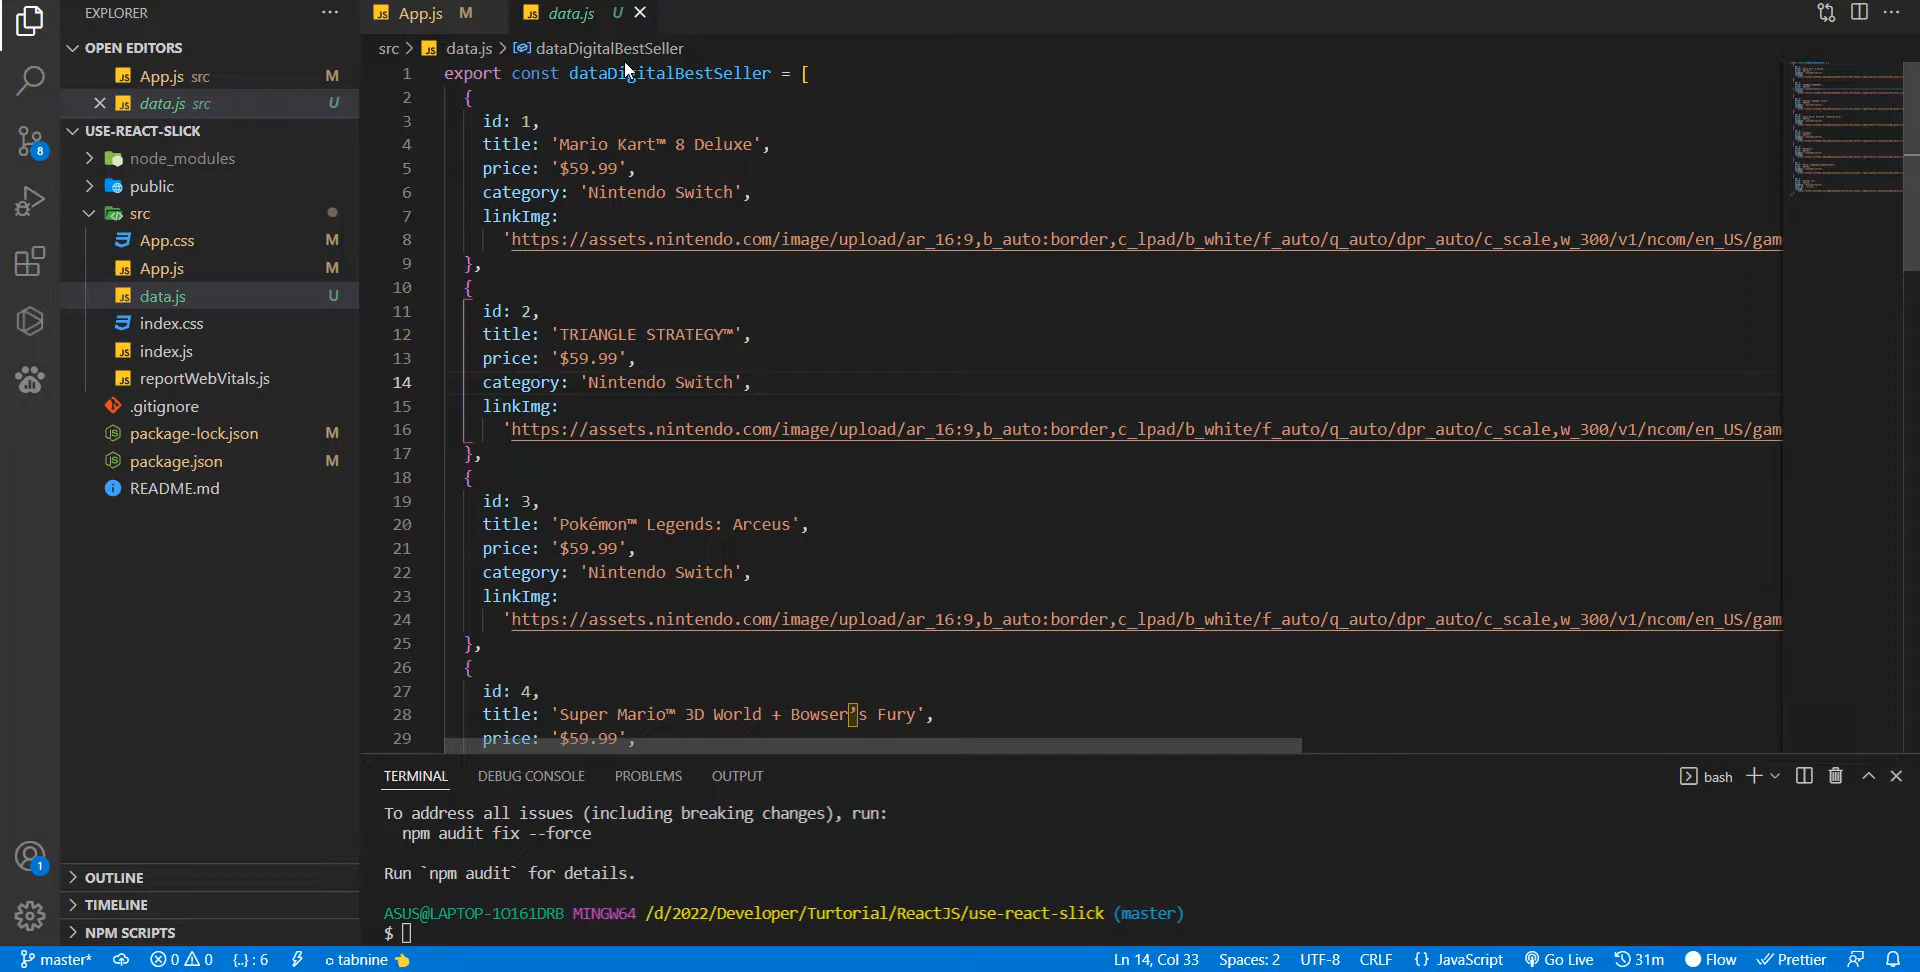 EXPLORER
OPEN EDITORS
App.js src M
data.js src U
USE-REACT-SLICK
node_modules
public
src
App.css M
App.js M
data.js U
index.css
index.js
reportWebVitals.js
.gitignore
package-lock.json M
package.json M
README.md
OUTLINE
TIMELINE
NPM SCRIPTS
8
1
App.js M
data.js U
src > data.js > dataDigitalBestSeller
1 export const dataDigitalBestSeller = [
2 {
3 id: 1,
4 title: 'Mario Kart™ 8 Deluxe',
5 price: '$59.99',
6 category: 'Nintendo Switch',
7 linkImg:
8 'https://assets.nintendo.com/image/upload/ar_16:9,b_auto:border,c_lpad/b_white/f_auto/q_auto/dpr_auto/c_scale,w_300/v1/ncom/en_US/gam
9 },
10 {
11 id: 2,
12 title: 'TRIANGLE STRATEGY™',
13 price: '$59.99',
14 category: 'Nintendo Switch',
15 linkImg:
16 'https://assets.nintendo.com/image/upload/ar_16:9,b_auto:border,c_lpad/b_white/f_auto/q_auto/dpr_auto/c_scale,w_300/v1/ncom/en_US/gam
17 },
18 {
19 id: 3,
20 title: 'Pokémon™ Legends: Arceus',
21 price: '$59.99',
22 category: 'Nintendo Switch',
23 linkImg:
24 'https://assets.nintendo.com/image/upload/ar_16:9,b_auto:border,c_lpad/b_white/f_auto/q_auto/dpr_auto/c_scale,w_300/v1/ncom/en_US/gam
25 },
26 {
27 id: 4,
28 title: 'Super Mario™ 3D World + Bowser’s Fury',
29 price: '$59.99',
TERMINAL DEBUG CONSOLE PROBLEMS OUTPUT
bash
To address all issues (including breaking changes), run:
npm audit fix --force
Run `npm audit` for details.
ASUS@LAPTOP-1O161DRB MINGW64 /d/2022/Developer/Turtorial/ReactJS/use-react-slick (master)
$
master* 0 0 {..} : 6 tabnine Ln 14, Col 33 Spaces: 2 UTF-8 CRLF {} JavaScript Go Live 31m Flow Prettier